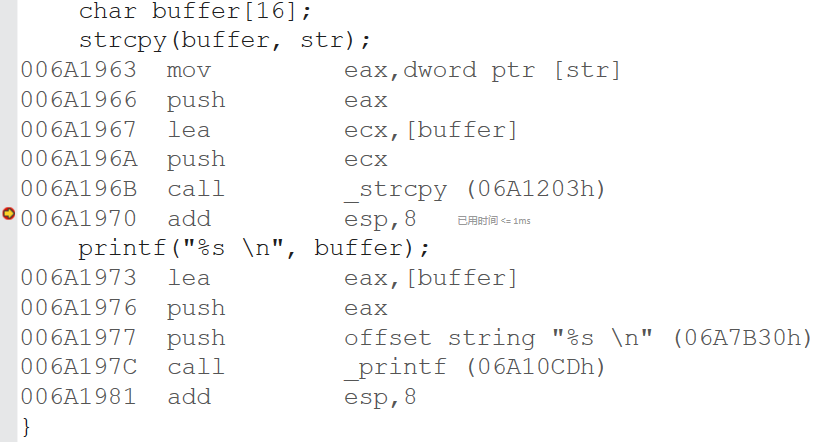 char buffer[16];
strcpy(buffer, str);
006A1963 mov eax,dword ptr [str]
006A1966 push eax
006A1967 lea ecx,[buffer]
006A196A push ecx
006A196B call _strcpy (06A1203h)
006A1970 add esp,8 已用时间 <= 1ms
printf("%s \n", buffer);
006A1973 lea eax,[buffer]
006A1976 push eax
006A1977 push offset string "%s \n" (06A7B30h)
006A197C call _printf (06A10CDh)
006A1981 add esp,8
}